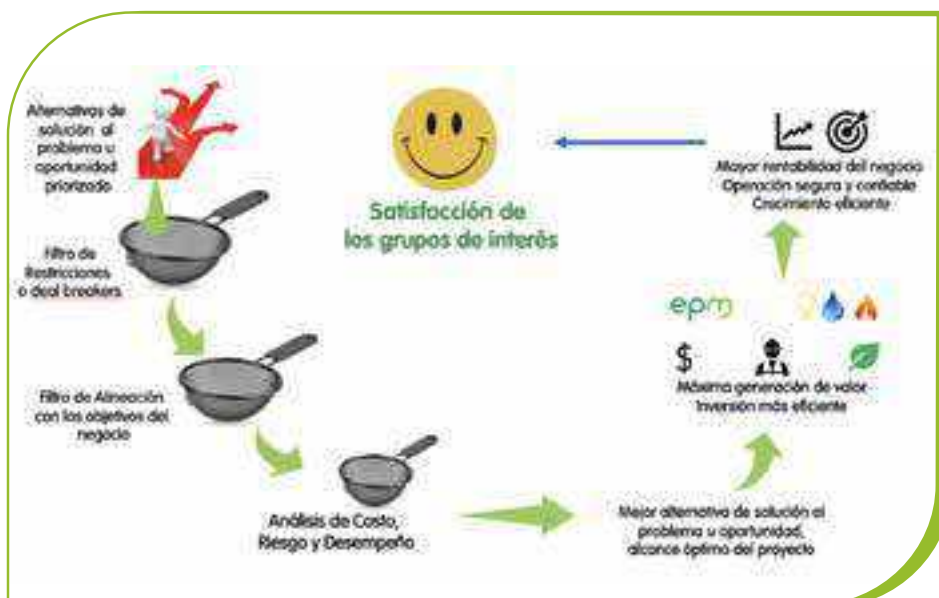 Alternativas de
solución al
problema u
oportunidad
priorizado
Filtro de
Restricciones
o deal breakers
Filtro de Alineación
con los objetivos del
negocio
Análisis de Costo,
Riesgo y Desempeño
Mejor alternativa de solución al
problema u oportunidad,
alcance óptimo del proyecto
$
Máxima generación de valor
Inversión más eficiente
epm
Mayor rentabilidad del negocio
Operación segura y confiable
Crecimiento eficiente
Satisfacción de
los grupos de interés